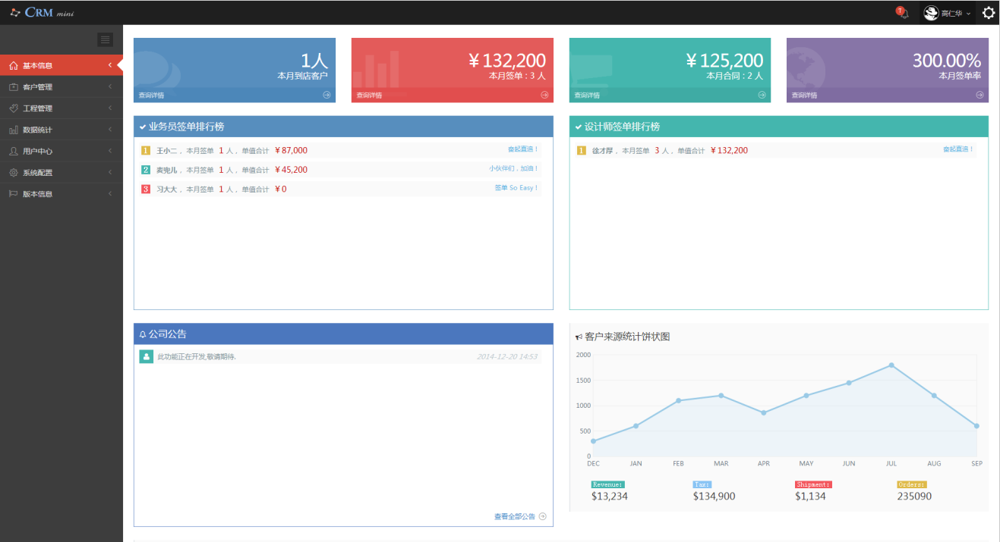 CRM mini
7
高仁华
基本信息
客户管理
工程管理
数据统计
用户中心
系统配置
版本信息
1人
本月到店客户
查询详情
¥132,200
本月签单 : 3 人
查询详情
¥125,200
本月合同 : 2 人
查询详情
300.00%
本月签单率
查询详情
业务员签单排行榜
1 王小二 , 本月签单 1 人 , 单值合计 ¥87,000 奋起直追 !
2 卖兜儿 , 本月签单 1 人 , 单值合计 ¥45,200 小伙伴们 , 加油 !
3 习大大 , 本月签单 1 人 , 单值合计 ¥0 签单 So Easy !
设计师签单排行榜
1 徐才厚 , 本月签单 3 人 , 单值合计 ¥132,200 奋起直追 !
公司公告
此功能正在开发,敬请期待. 2014-12-20 14:53
查看全部公告
客户来源统计饼状图
2000
1500
1000
500
0
DEC JAN FEB MAR APR MAY JUN JUL AUG SEP
Revenue: Tax: Shipment: Orders:
$13,234 $134,900 $1,134 235090